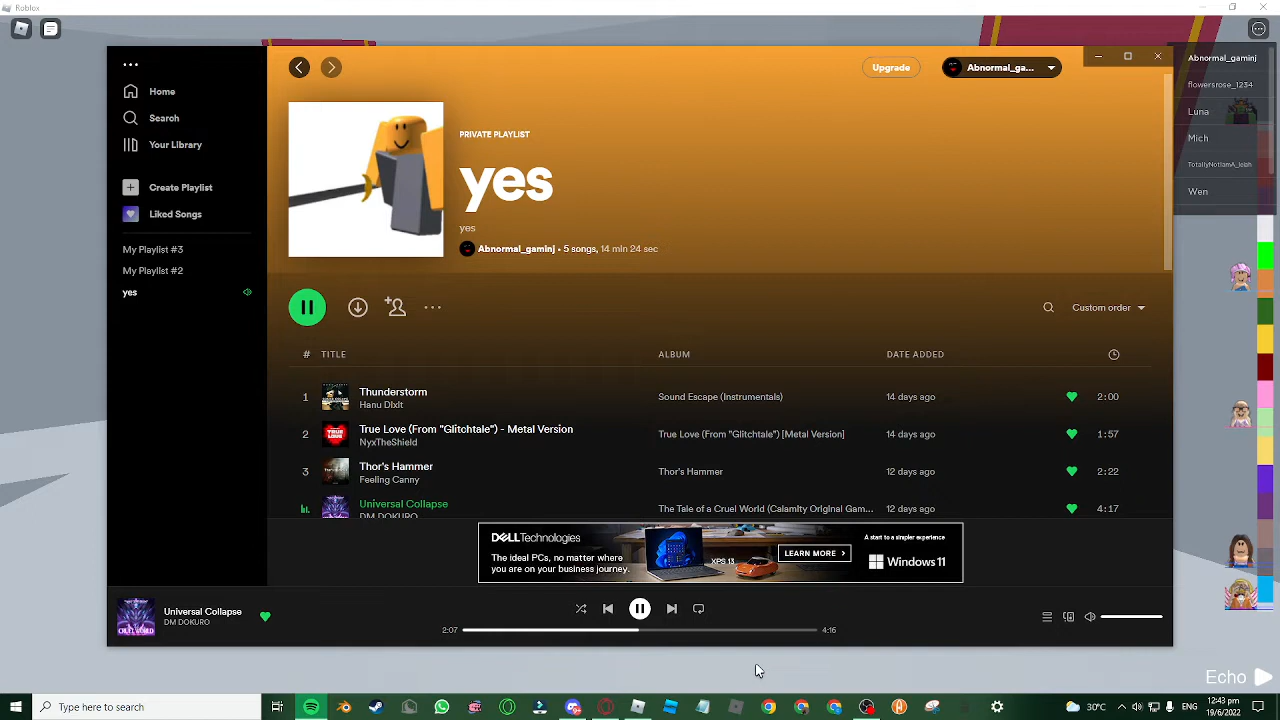 Roblox
Home
Search
Your Library
Create Playlist
Liked Songs
My Playlist #3
My Playlist #2
yes
Upgrade
Abnormal_ga...
PRIVATE PLAYLIST
yes
yes
Abnormal_gaminj • 5 songs, 14 min 24 sec
Custom order
# TITLE ALBUM DATE ADDED
1 Thunderstorm Sound Escape (Instrumentals) 14 days ago 2:00
Hanu Dixit
2 True Love (From "Glitchtale") - Metal Version True Love (From "Glitchtale") [Metal Version] 14 days ago 1:57
NyxTheShield
3 Thor's Hammer Thor's Hammer 12 days ago 2:22
Feeling Canny
Universal Collapse The Tale of a Cruel World (Calamity Original Gam... 12 days ago 4:17
DM DOKURO
DELLTechnologies
The ideal PCs, no matter where
you are on your business journey.
XPS 13
LEARN MORE >
A start to a simpler experience
Windows 11
Universal Collapse
DM DOKURO
2:07 4:16
Abnormal_gaminj
flowersrose_1234
Luna
Mich
TotallyNotIamA_leish
Wen
Echo
Type here to search
30°C
12:43 pm
19/06/2022